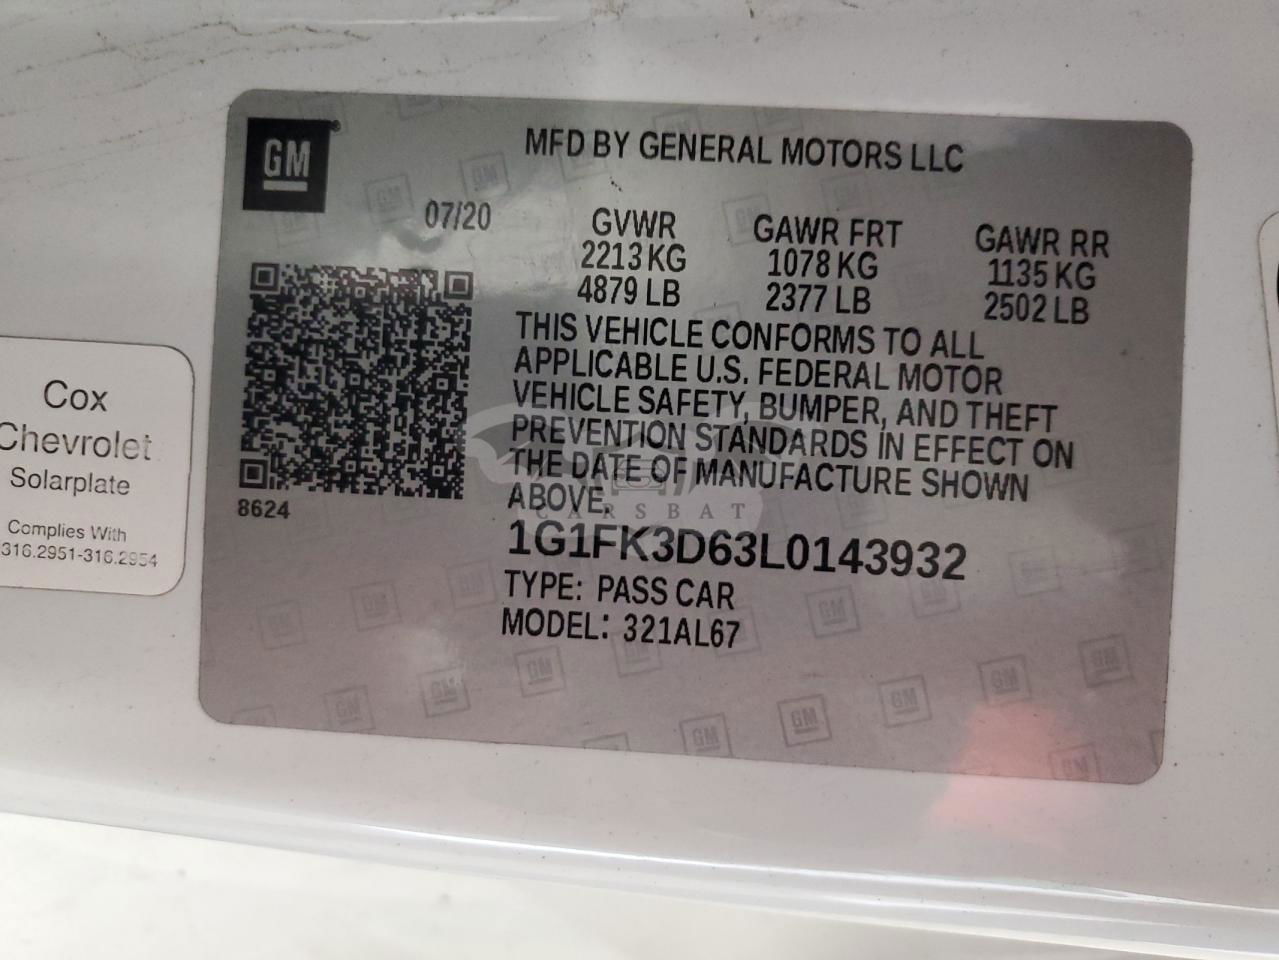 GM
MFD BY GENERAL MOTORS LLC
07/20
GVWR GAWR FRT GAWR RR
2213 KG 1078 KG 1135 KG
4879 LB 2377 LB 2502 LB
THIS VEHICLE CONFORMS TO ALL
APPLICABLE U.S. FEDERAL MOTOR
VEHICLE SAFETY, BUMPER, AND THEFT
PREVENTION STANDARDS IN EFFECT ON
THE DATE OF MANUFACTURE SHOWN
ABOVE.
CARSBAT
8624
1G1FK3D63L0143932
TYPE: PASS CAR
MODEL: 321AL67
Cox
Chevrolet
Solarplate
Complies With
316.2951-316.2954